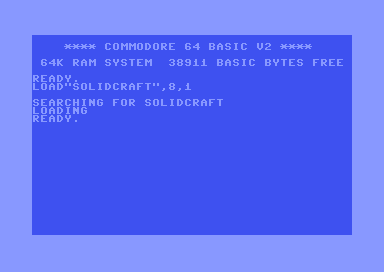 **** COMMODORE 64 BASIC V2 ****
64K RAM SYSTEM  38911 BASIC BYTES FREE
READY.
LOAD"SOLIDCRAFT",8,1
SEARCHING FOR SOLIDCRAFT
LOADING
READY.